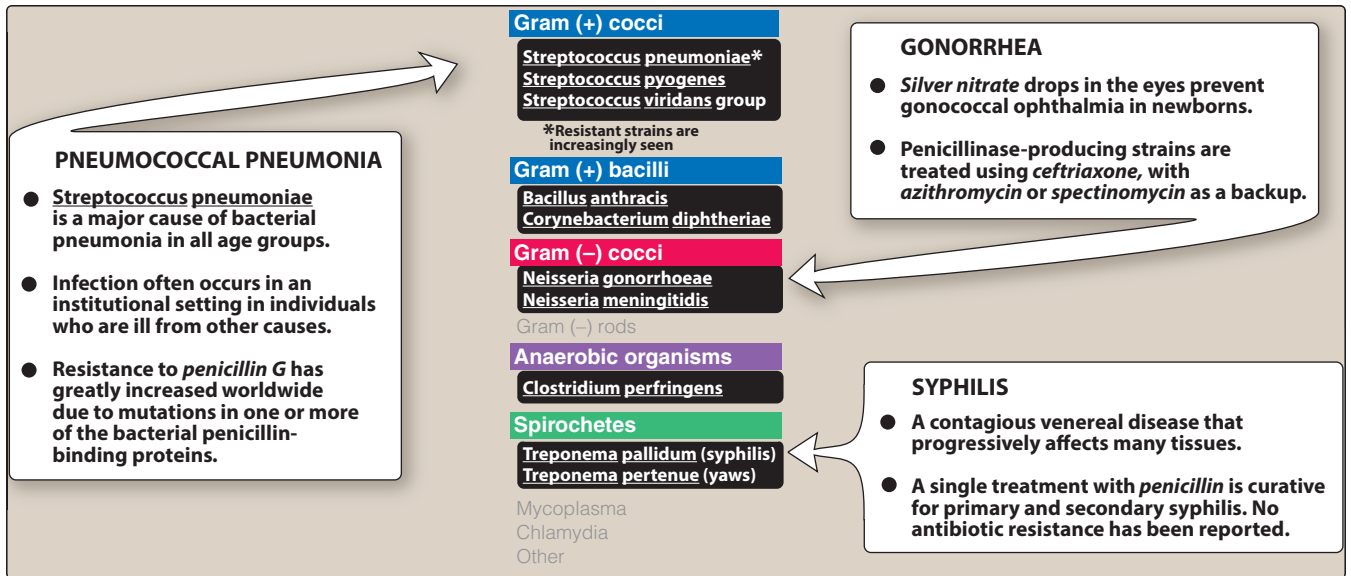 PNEUMOCOCCAL PNEUMONIA
● Streptococcus pneumoniae
is a major cause of bacterial
pneumonia in all age groups.
● Infection often occurs in an
institutional setting in individuals
who are ill from other causes.
● Resistance to penicillin G has
greatly increased worldwide
due to mutations in one or more
of the bacterial penicillin-
binding proteins.
Gram (+) cocci
Streptococcus pneumoniae*
Streptococcus pyogenes
Streptococcus viridans group
*Resistant strains are
increasingly seen
Gram (+) bacilli
Bacillus anthracis
Corynebacterium diphtheriae
Gram (–) cocci
Neisseria gonorrhoeae
Neisseria meningitidis
Gram (–) rods
Anaerobic organisms
Clostridium perfringens
Spirochetes
Treponema pallidum (syphilis)
Treponema pertenue (yaws)
Mycoplasma
Chlamydia
Other
GONORRHEA
● Silver nitrate drops in the eyes prevent
gonococcal ophthalmia in newborns.
● Penicillinase-producing strains are
treated using ceftriaxone, with
azithromycin or spectinomycin as a backup.
SYPHILIS
● A contagious venereal disease that
progressively affects many tissues.
● A single treatment with penicillin is curative
for primary and secondary syphilis. No
antibiotic resistance has been reported.